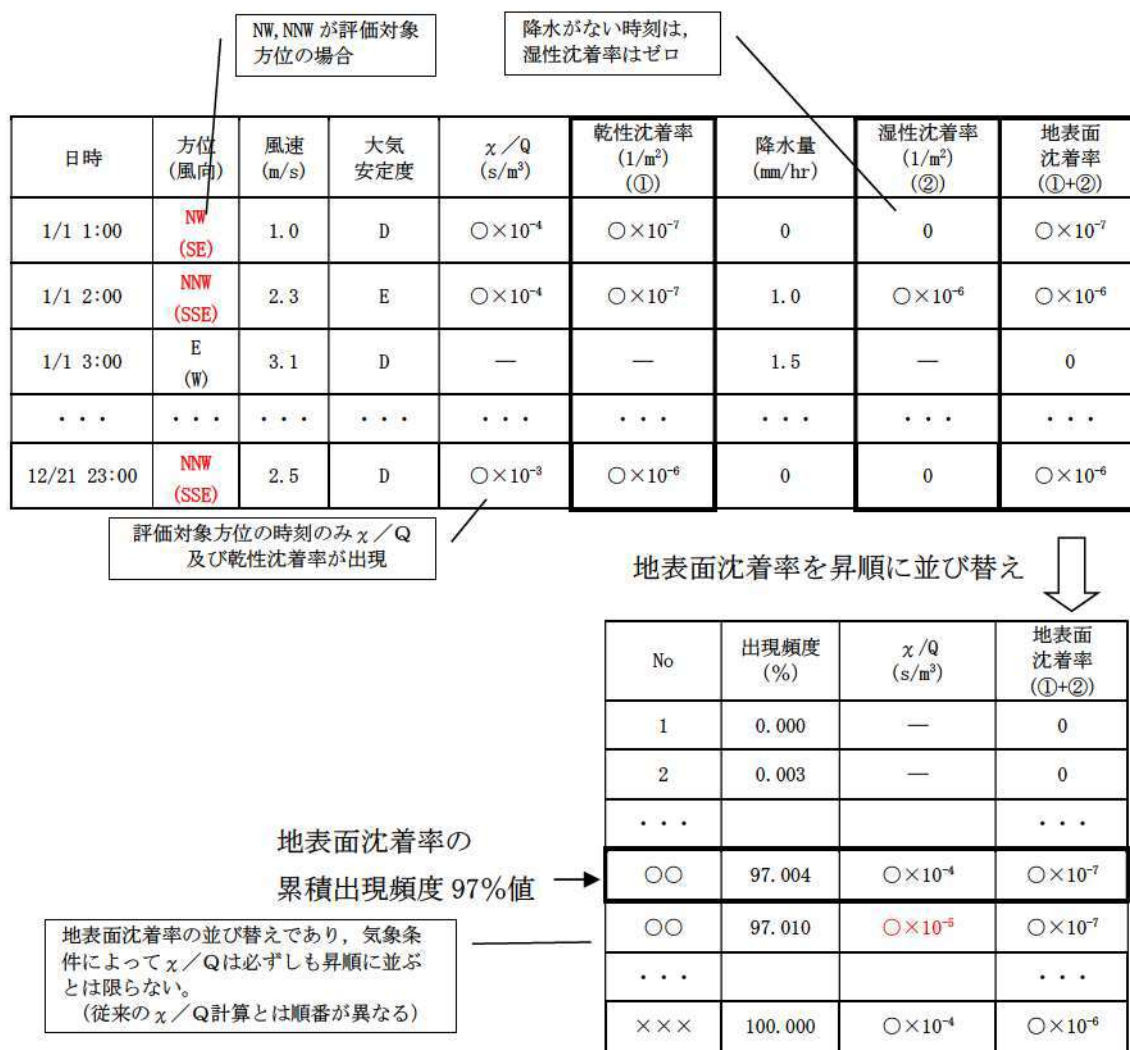 NW,NNW が評価対象
方位の場合
降水がない時刻は，
湿性沈着率はゼロ
日時 方位 (風向) 風速 (m/s) 大気 安定度 χ／Q (s/m³) 乾性沈着率 (1/m²) (①) 降水量 (mm/hr) 湿性沈着率 (1/m²) (②) 地表面 沈着率 (①+②)
1/1 1:00 NW (SE) 1.0 D ○×10⁻⁴ ○×10⁻⁷ 0 0 ○×10⁻⁷
1/1 2:00 NNW (SSE) 2.3 E ○×10⁻⁴ ○×10⁻⁷ 1.0 ○×10⁻⁶ ○×10⁻⁶
1/1 3:00 E (W) 3.1 D ― ― 1.5 ― 0
・・・ ・・・ ・・・ ・・・ ・・・ ・・・ ・・・ ・・・ ・・・
12/21 23:00 NNW (SSE) 2.5 D ○×10⁻³ ○×10⁻⁶ 0 0 ○×10⁻⁶
評価対象方位の時刻のみχ／Q
及び乾性沈着率が出現
地表面沈着率を昇順に並び替え
No 出現頻度 (%) χ/Q (s/m³) 地表面 沈着率 (①+②)
1 0.000 ― 0
2 0.003 ― 0
・・・ ・・・
地表面沈着率の
累積出現頻度 97%値
○○ 97.004 ○×10⁻⁴ ○×10⁻⁷
○○ 97.010 ○×10⁻⁵ ○×10⁻⁷
・・・ ・・・
××× 100.000 ○×10⁻⁴ ○×10⁻⁶
地表面沈着率の並び替えであり，気象条
件によってχ／Qは必ずしも昇順に並ぶ
とは限らない。
（従来のχ／Q計算とは順番が異なる）